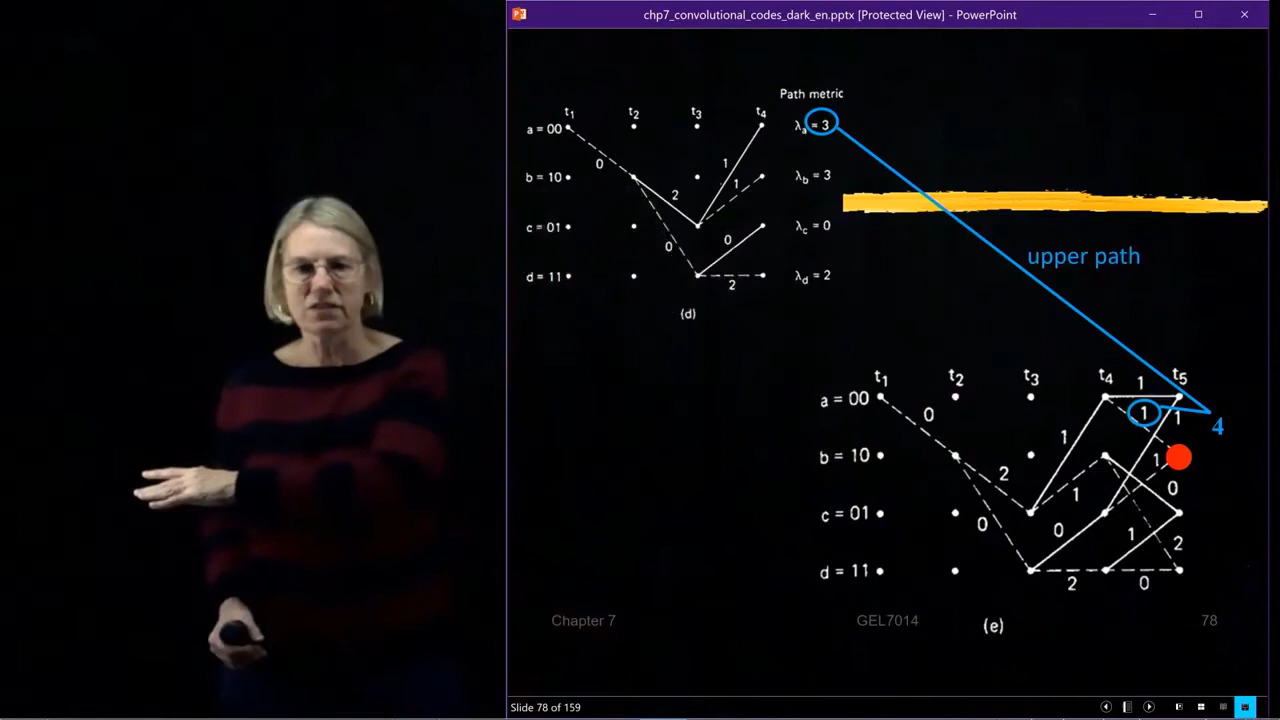 chp7_convolutional_codes_dark_en.pptx [Protected View] - PowerPoint
Path metric
t1 t2 t3 t4
a = 00 λa = 3
0 1
b = 10 λb = 3
2 1
c = 01 λc = 0
0 0
d = 11 λd = 2
2
(d)
upper path
t1 t2 t3 t4 1 t5
a = 00
0 1 1
4
1
b = 10 1
2 1 0
c = 01
0 0 1 2
d = 11
2 0
Chapter 7 GEL7014 78
(e)
Slide 78 of 159